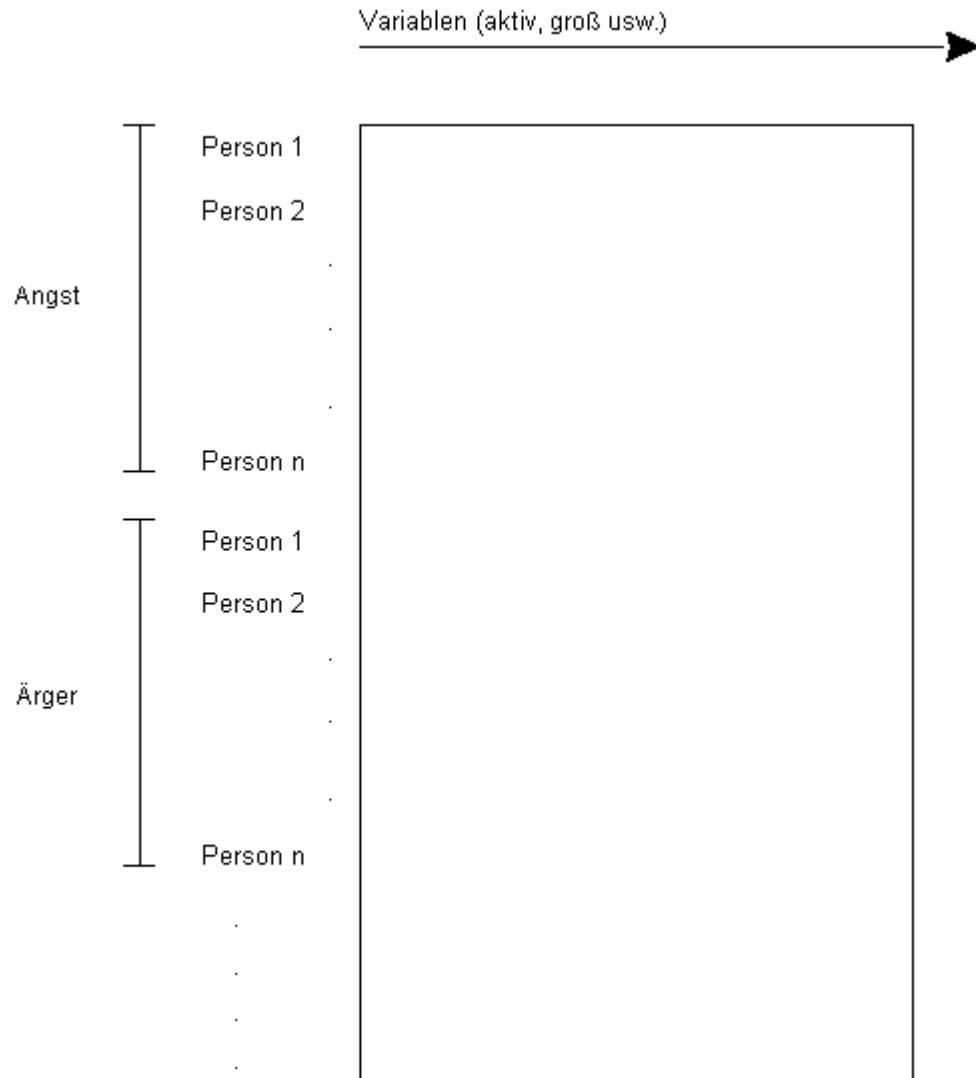 Variablen (aktiv, groß usw.)
Person 1
Person 2
.
Angst
.
.
Person n
Person 1
Person 2
.
Ärger
.
.
Person n
.
.
.
.